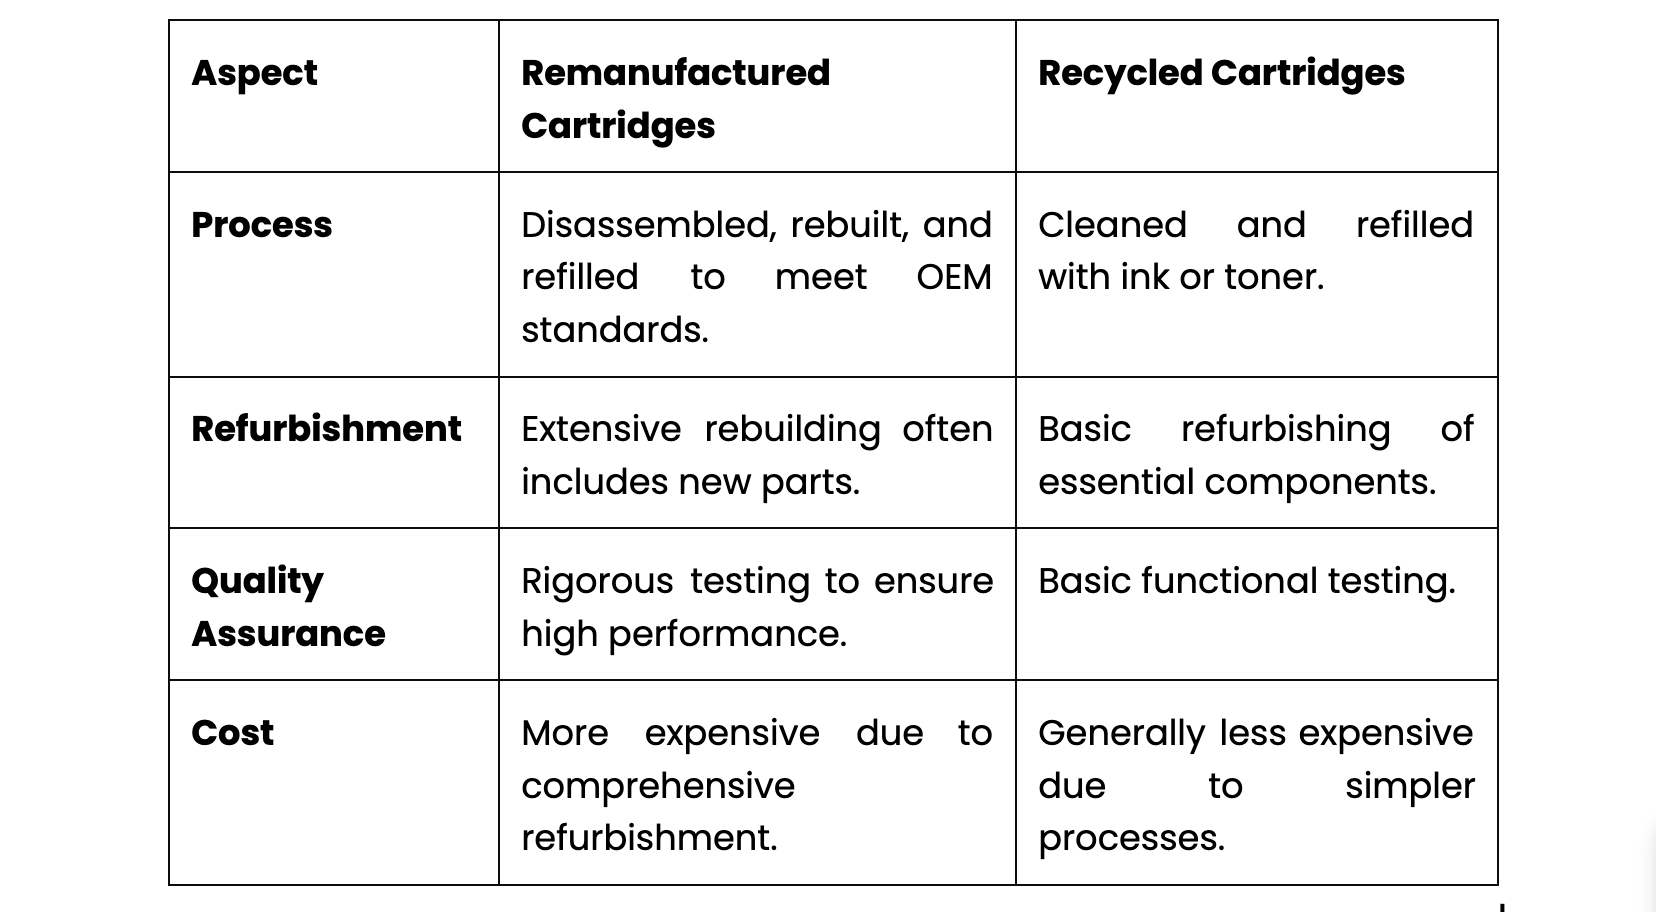 Aspect
Remanufactured
Cartridges
Recycled Cartridges
Process
Disassembled, rebuilt, and
refilled to meet OEM
standards.
Cleaned and refilled
with ink or toner.
Refurbishment
Extensive rebuilding often
includes new parts.
Basic refurbishing of
essential components.
Quality
Assurance
Rigorous testing to ensure
high performance.
Basic functional testing.
Cost
More expensive due to
comprehensive
refurbishment.
Generally less expensive
due to simpler
processes.